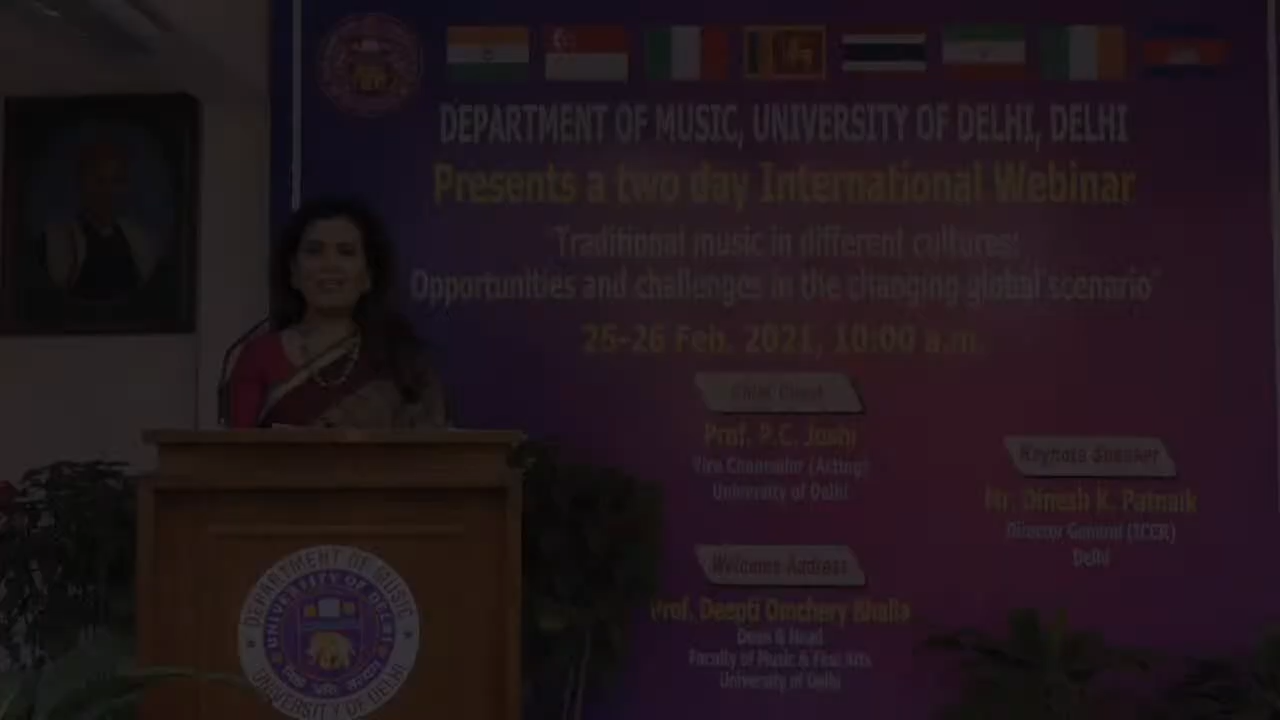 DEPARTMENT OF MUSIC, UNIVERSITY OF DELHI, DELHI
Presents a two day International Webinar
'Traditional music in different cultures:
Opportunities and challenges in the changing global scenario'
25-26 Feb. 2021, 10:00 a.m.
Chief Guest
Prof. P.C. Joshi
Vice Chancellor (Acting)
University of Delhi
Keynote Speaker
Mr. Dinesh K. Patnaik
Director General (ICCR)
Delhi
Welcome Address
Prof. Deepti Omchery Bhalla
Dean & Head
Faculty of Music & Fine Arts
University of Delhi
DEPARTMENT OF MUSIC
UNIVERSITY OF DELHI
UNIVERSITY OF DELHI